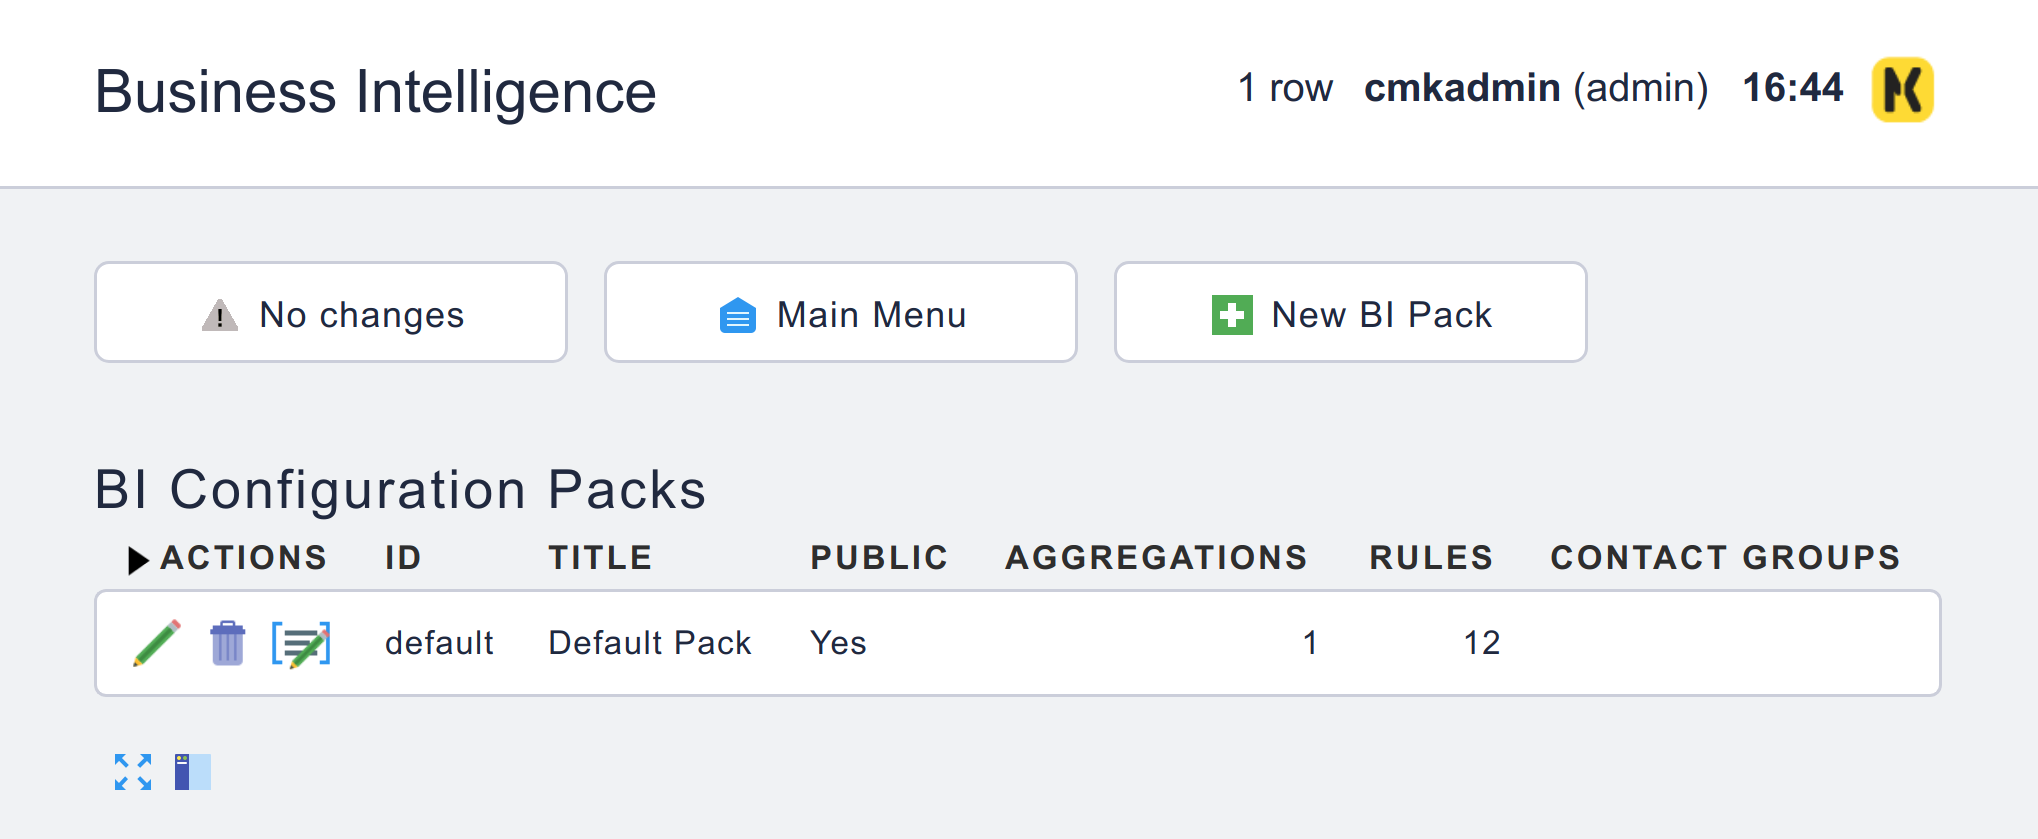 Business Intelligence
1 row cmkadmin (admin) 16:44
No changes
Main Menu
New BI Pack
BI Configuration Packs
ACTIONS ID TITLE PUBLIC AGGREGATIONS RULES CONTACT GROUPS
default Default Pack Yes 1 12